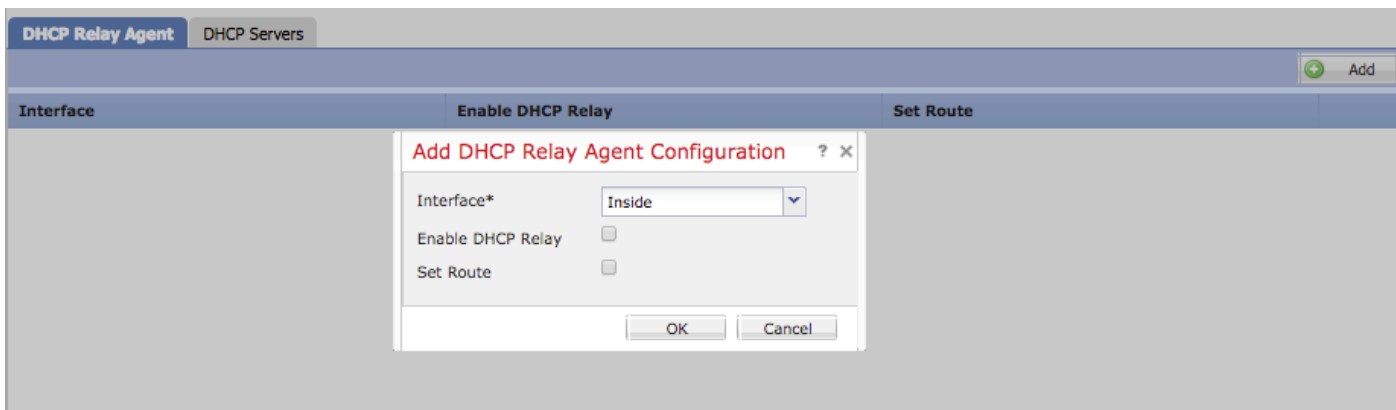 DHCP Relay Agent DHCP Servers
Add
Interface Enable DHCP Relay Set Route
Add DHCP Relay Agent Configuration ? ×
Interface* Inside
Enable DHCP Relay
Set Route
OK Cancel